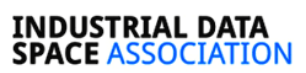 INDUSTRIAL DATA
SPACE ASSOCIATION